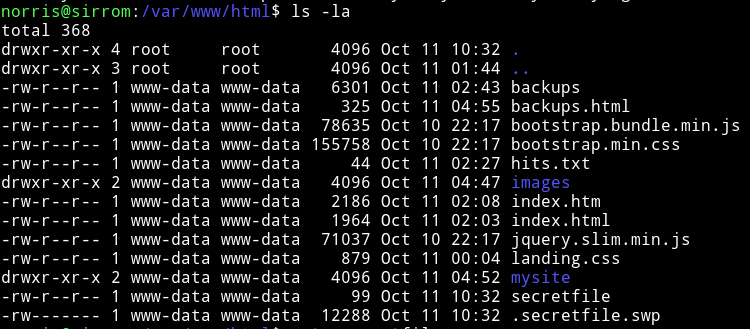 norris@sirrom:/var/www/html$ ls -la
total 368
drwxr-xr-x 4 root     root       4096 Oct 11 10:32 .
drwxr-xr-x 3 root     root       4096 Oct 11 01:44 ..
-rw-r--r-- 1 www-data www-data   6301 Oct 11 02:43 backups
-rw-r--r-- 1 www-data www-data    325 Oct 11 04:55 backups.html
-rw-r--r-- 1 www-data www-data  78635 Oct 10 22:17 bootstrap.bundle.min.js
-rw-r--r-- 1 www-data www-data 155758 Oct 10 22:17 bootstrap.min.css
-rw-r--r-- 1 www-data www-data     44 Oct 11 02:27 hits.txt
drwxr-xr-x 2 www-data www-data   4096 Oct 11 04:47 images
-rw-r--r-- 1 www-data www-data   2186 Oct 11 02:08 index.htm
-rw-r--r-- 1 www-data www-data   1964 Oct 11 02:03 index.html
-rw-r--r-- 1 www-data www-data  71037 Oct 10 22:17 jquery.slim.min.js
-rw-r--r-- 1 www-data www-data    879 Oct 11 00:04 landing.css
drwxr-xr-x 2 www-data www-data   4096 Oct 11 04:52 mysite
-rw-r--r-- 1 www-data www-data     99 Oct 11 10:32 secretfile
-rw------- 1 www-data www-data  12288 Oct 11 10:32 .secretfile.swp